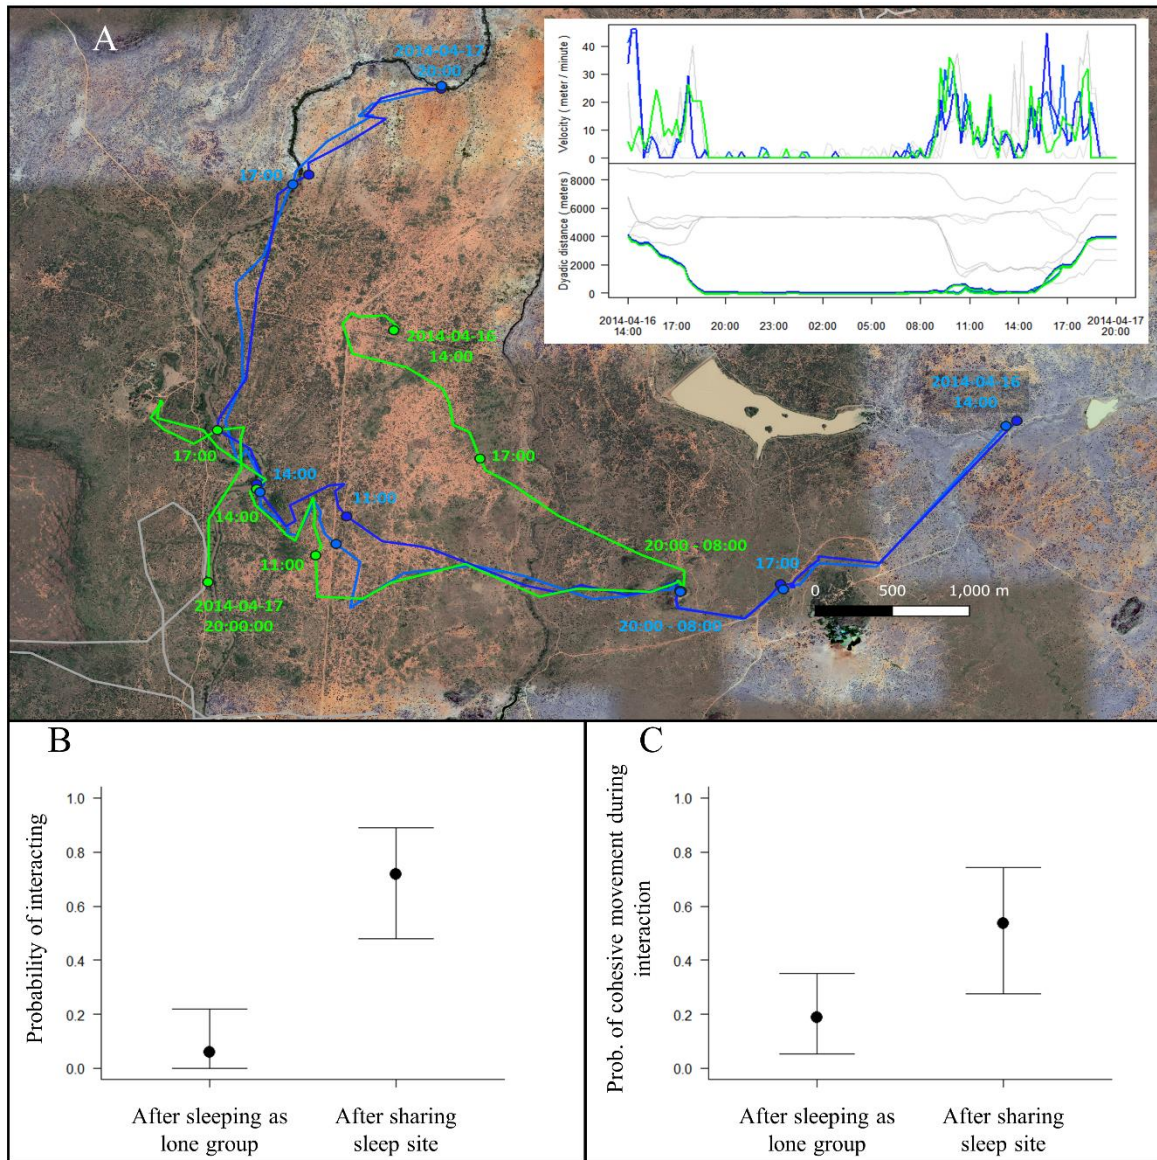 A
2014-04-17
20:00
17:00
2014-04-16
14:00
17:00
17:00
14:00
14:00
11:00
11:00
20:00 - 08:00
20:00 - 08:00
17:00
2014-04-16
14:00
2014-04-17
20:00:00
0 500 1,000 m
Velocity ( meter / minute )
40
30
20
10
0
Dyadic distance ( meters )
8000
6000
4000
2000
0
2014-04-16
14:00
17:00
20:00
23:00
02:00
05:00
08:00
11:00
14:00
17:00
2014-04-17
20:00
B
Probability of interacting
1.0
0.8
0.6
0.4
0.2
0.0
After sleeping as
lone group
After sharing
sleep site
C
Prob. of cohesive movement during
interaction
1.0
0.8
0.6
0.4
0.2
0.0
After sleeping as
lone group
After sharing
sleep site